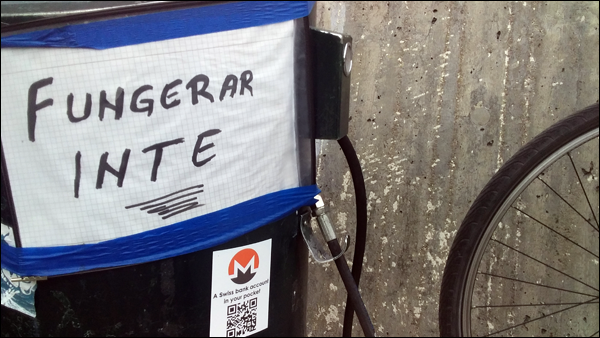 FUNGERAR
INTE
A Swiss bank account
in your pocket